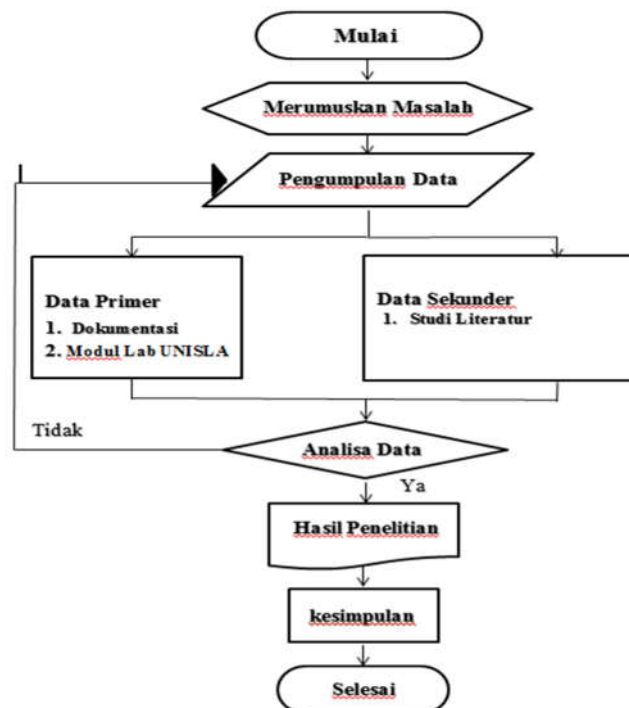 Mulai
Merumuskan Masalah
Pengumpulan Data
Data Primer
1. Dokumentasi
2. Modul Lab UNISLA
Data Sekunder
1. Studi Literatur
Tidak
Analisa Data
Ya
Hasil Penelitian
kesimpulan
Selesai